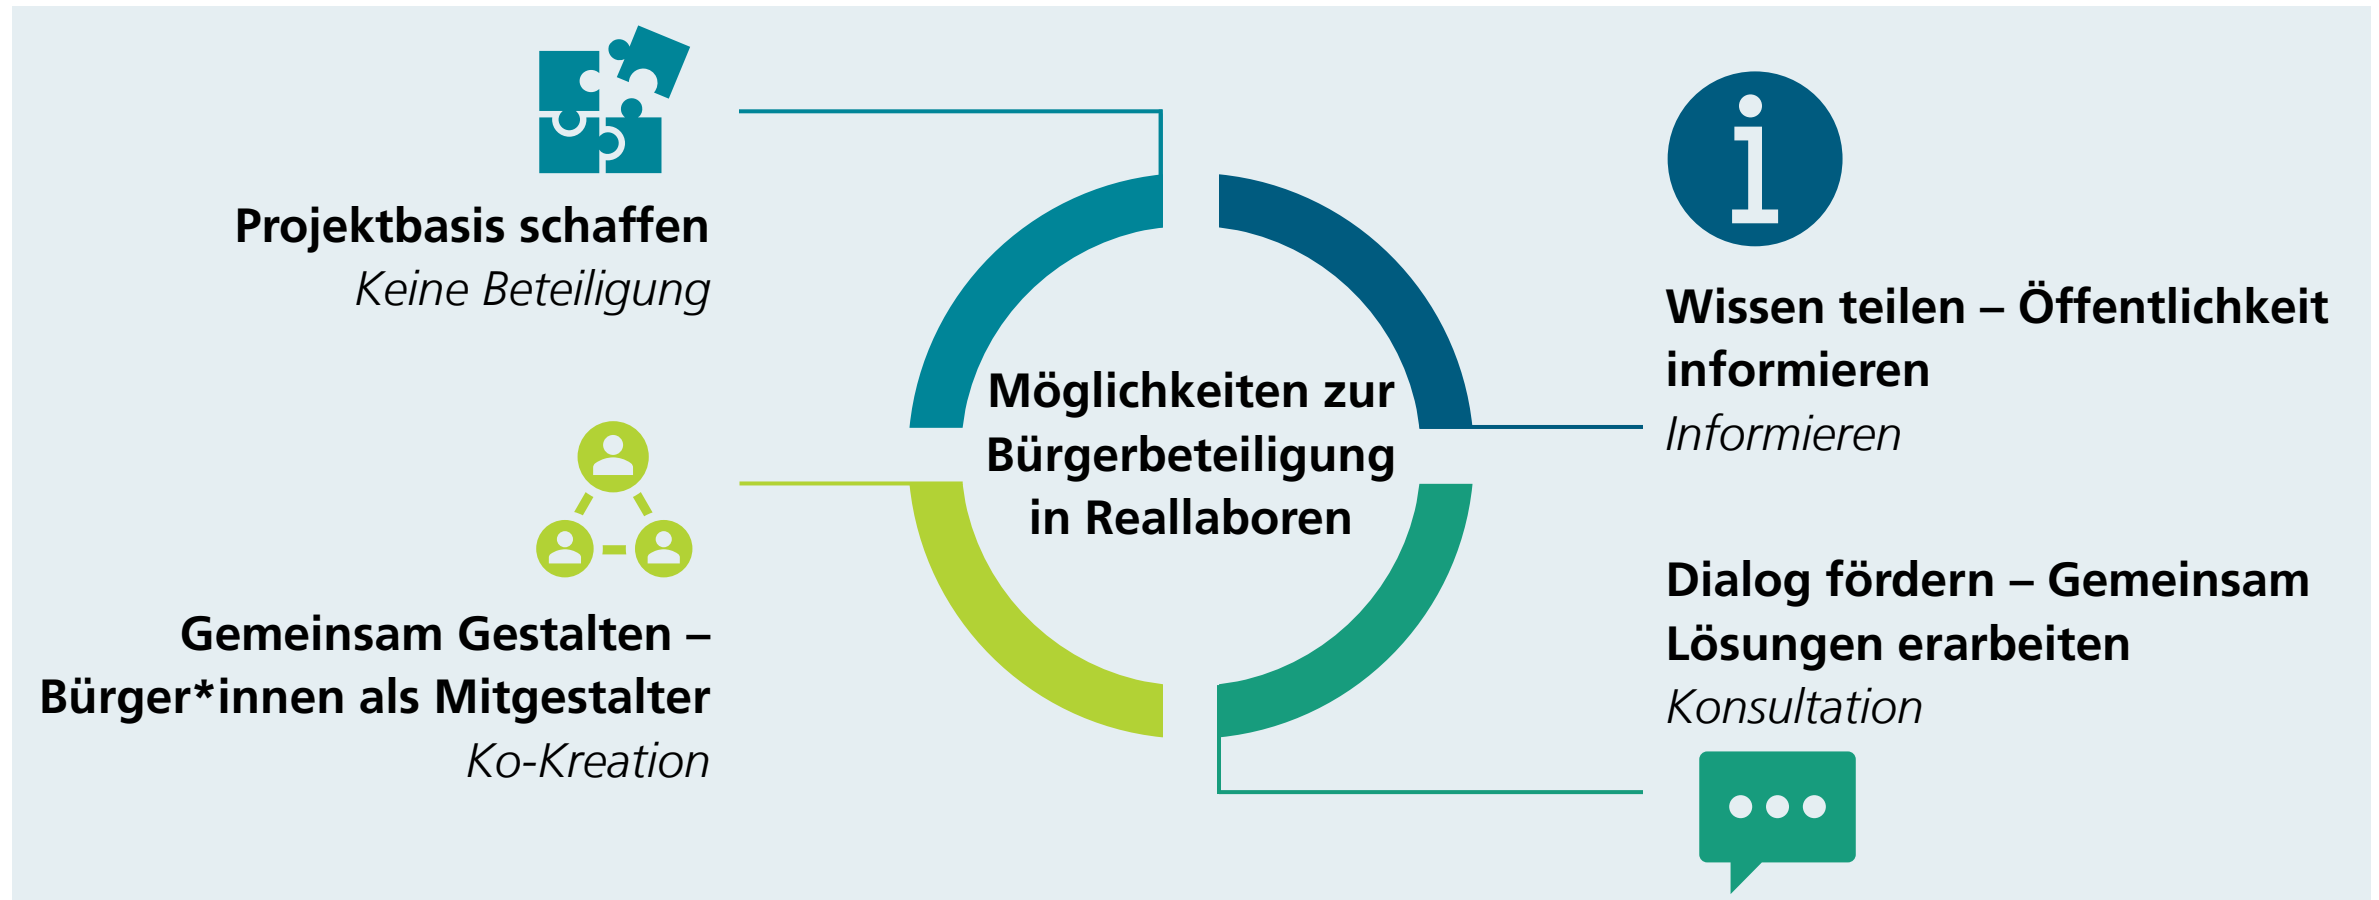 Projektbasis schaffen
Keine Beteiligung
Wissen teilen – Öffentlichkeit
informieren
Informieren
Möglichkeiten zur
Bürgerbeteiligung
in Reallaboren
Gemeinsam Gestalten –
Bürger*innen als Mitgestalter
Ko-Kreation
Dialog fördern – Gemeinsam
Lösungen erarbeiten
Konsultation